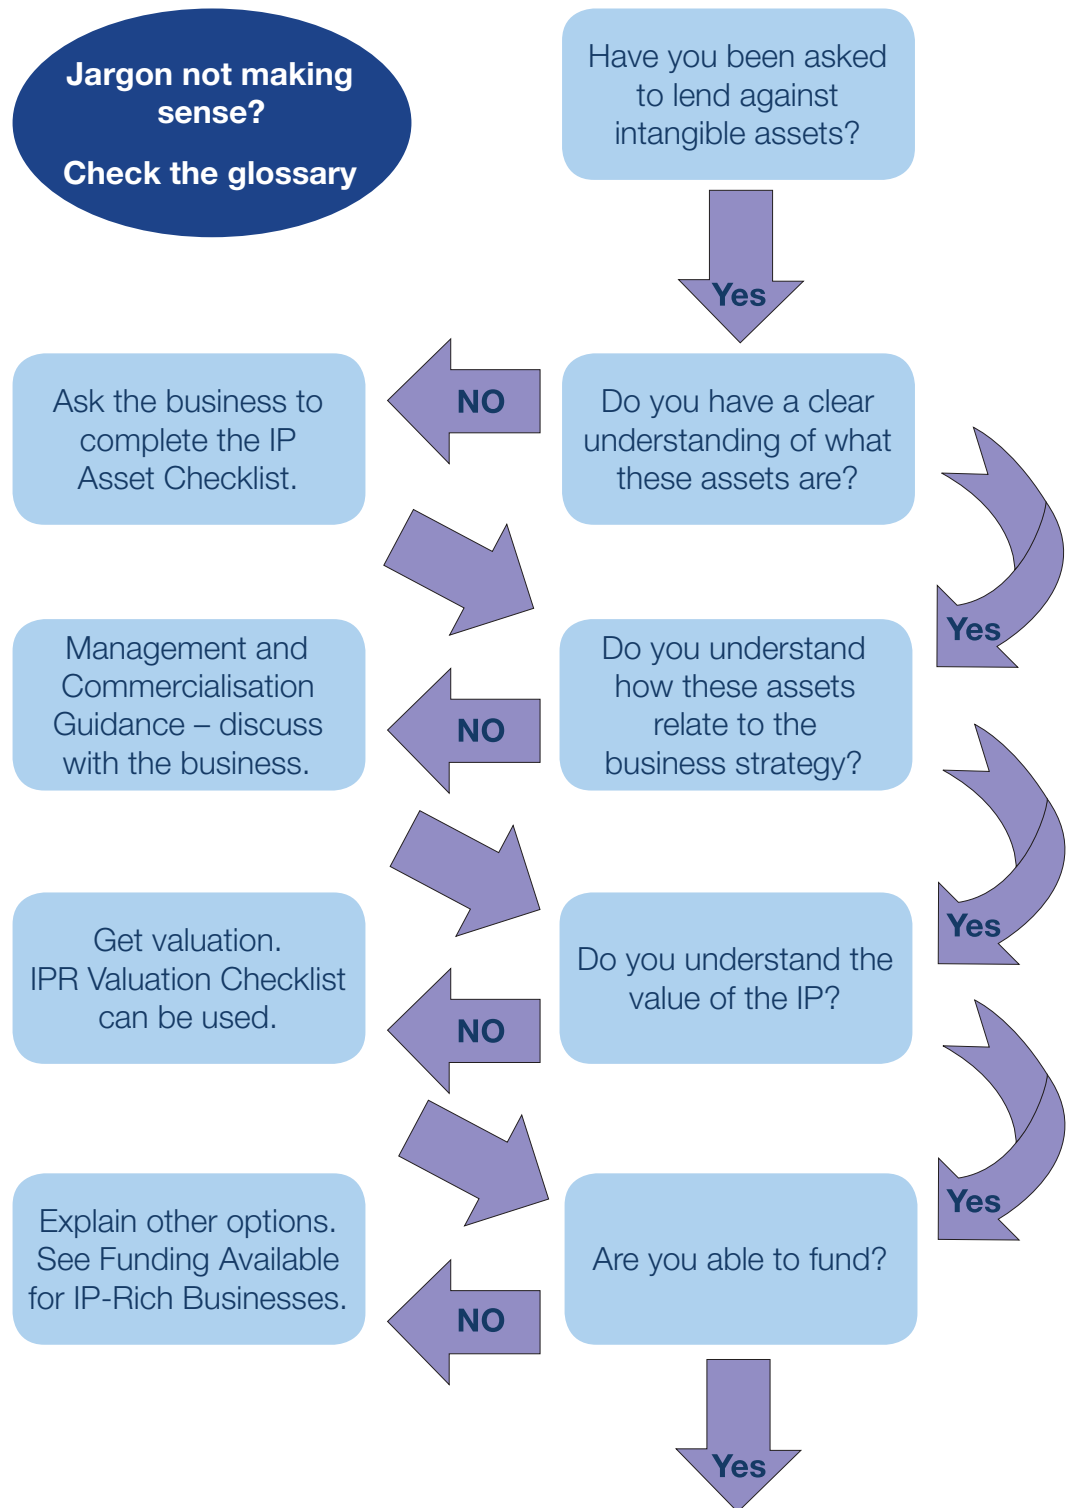 Jargon not making
sense?
Check the glossary
Have you been asked
to lend against
intangible assets?
Yes
Do you have a clear
understanding of what
these assets are?
NO
Ask the business to
complete the IP
Asset Checklist.
Yes
Do you understand
how these assets
relate to the
business strategy?
NO
Management and
Commercialisation
Guidance – discuss
with the business.
Yes
Do you understand the
value of the IP?
NO
Get valuation.
IPR Valuation Checklist
can be used.
Yes
Are you able to fund?
NO
Explain other options.
See Funding Available
for IP-Rich Businesses.
Yes